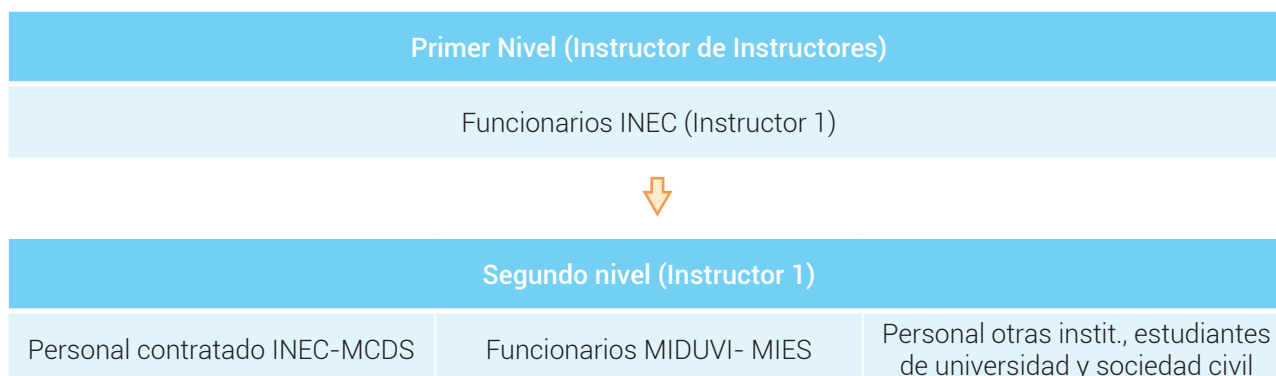 Primer Nivel (Instructor de Instructores)
Funcionarios INEC (Instructor 1)
Segundo nivel (Instructor 1)
Personal contratado INEC-MCDS
Funcionarios MIDUVI- MIES
Personal otras instit., estudiantes
de universidad y sociedad civil